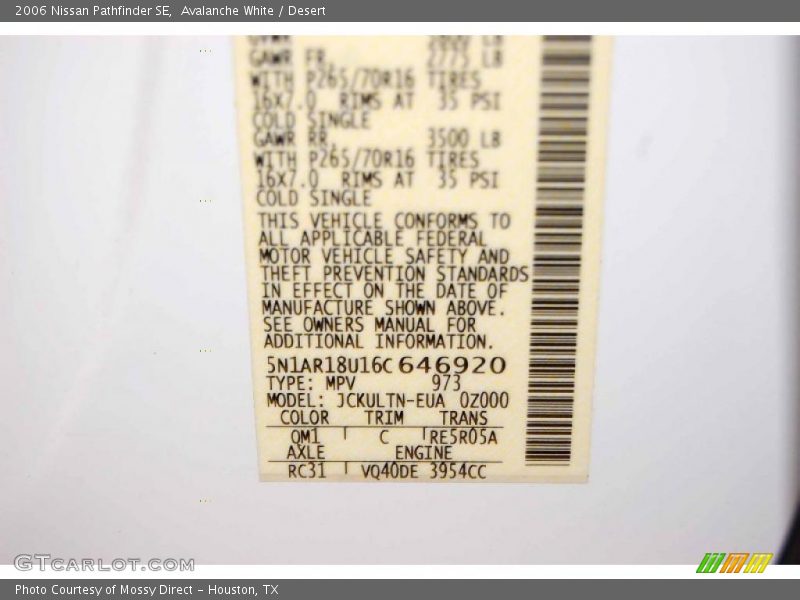 2006 Nissan Pathfinder SE,  Avalanche White / Desert
GAWR FR. 2775 LB
WITH P265/70R16 TIRES
16X7.0 RIMS AT 35 PSI
COLD SINGLE
GAWR RR. 3500 LB
WITH P265/70R16 TIRES
16X7.0 RIMS AT 35 PSI
COLD SINGLE
THIS VEHICLE CONFORMS TO
ALL APPLICABLE FEDERAL
MOTOR VEHICLE SAFETY AND
THEFT PREVENTION STANDARDS
IN EFFECT ON THE DATE OF
MANUFACTURE SHOWN ABOVE.
SEE OWNERS MANUAL FOR
ADDITIONAL INFORMATION.
5N1AR18U16C646920
TYPE: MPV 973
MODEL: JCKULTN-EUA 0Z000
COLOR TRIM TRANS
QM1 C RE5R05A
AXLE ENGINE
RC31 VQ40DE 3954CC
GTCARLOT.COM
Photo Courtesy of Mossy Direct - Houston, TX